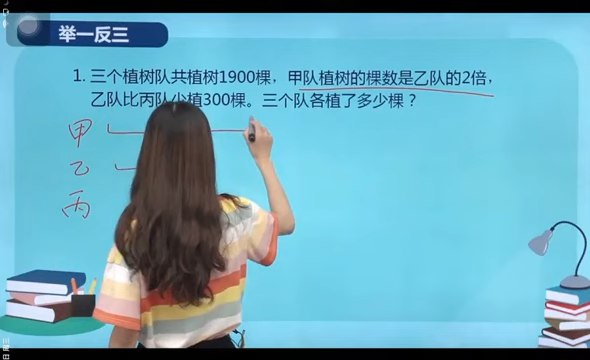 举一反三
1. 三个植树队共植树1900棵，甲队植树的棵数是乙队的2倍，
乙队比丙队少植300棵。三个队各植了多少棵？
甲
乙
丙